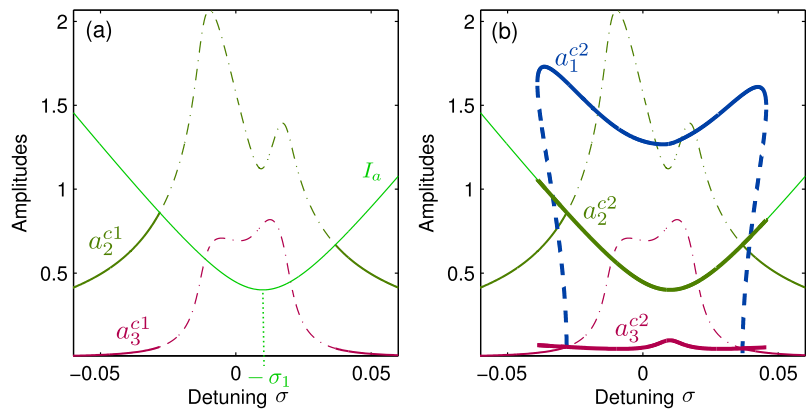 (a)
2
1.5
1
0.5
Amplitudes
I_a
a_2^{c1}
a_3^{c1}
−σ_1
−0.05
0
0.05
Detuning σ
(b)
2
1.5
1
0.5
Amplitudes
a_1^{c2}
a_2^{c2}
a_3^{c2}
−0.05
0
0.05
Detuning σ